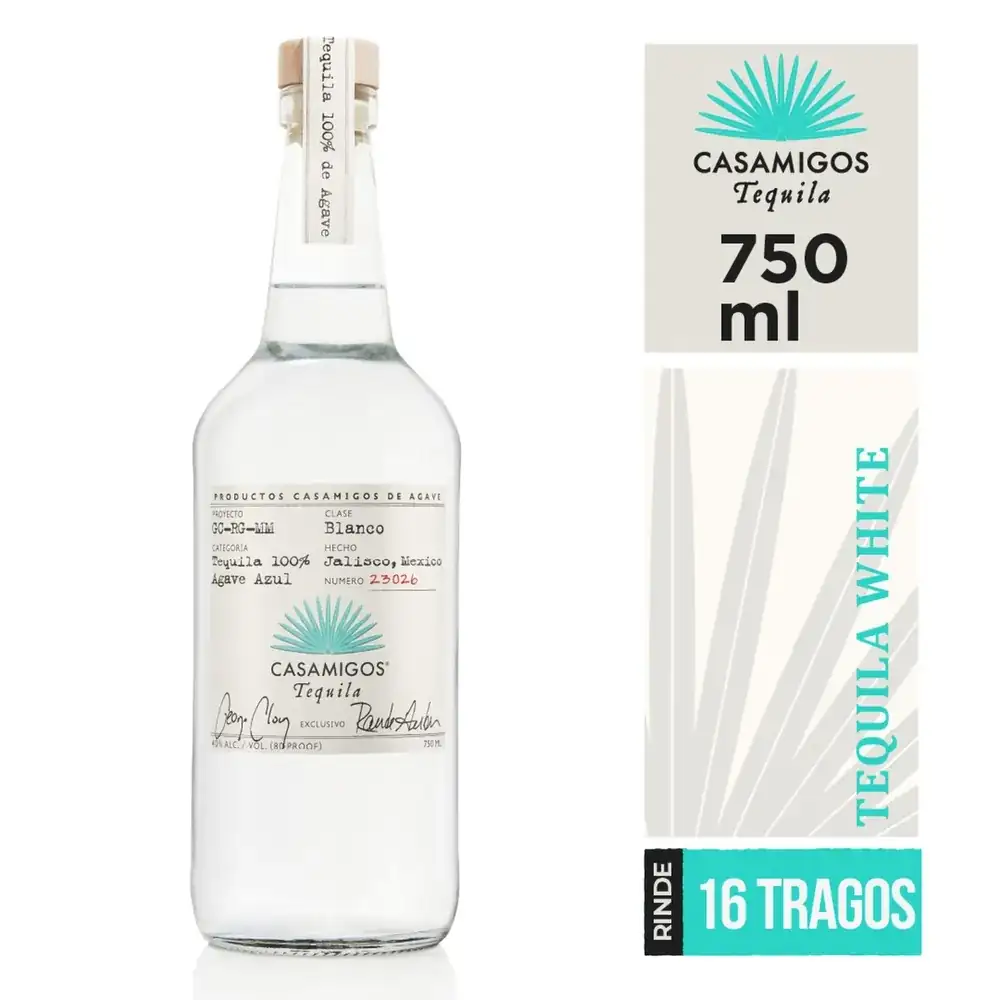 Tequila 100% de Agave
PRODUCTOS CASAMIGOS DE AGAVE
PROYECTO
GC-RG-MM
CLASE
Blanco
CATEGORIA
Tequila 100%
Agave Azul
HECHO
Jalisco, Mexico
NUMERO 23026
CASAMIGOS®
Tequila
EXCLUSIVO
40% ALC. / VOL. (80 PROOF)
750 ML
CASAMIGOS
Tequila
750
ml
TEQUILA WHITE
RINDE
16 TRAGOS